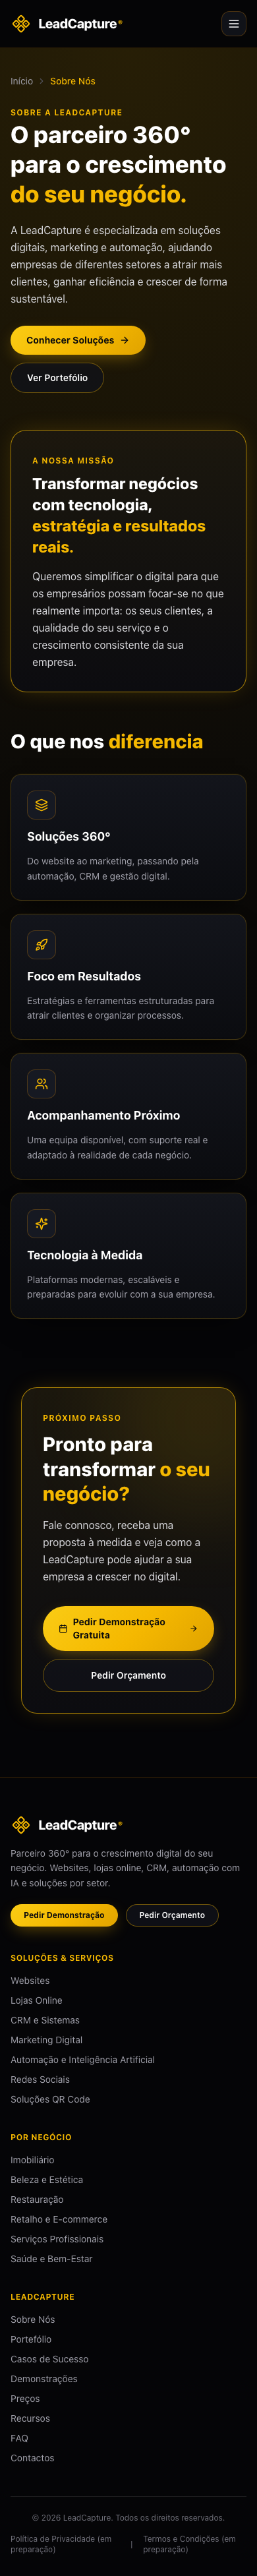 LeadCapture®
Início > Sobre Nós
SOBRE A LEADCAPTURE
O parceiro 360°
para o crescimento
do seu negócio.
A LeadCapture é especializada em soluções
digitais, marketing e automação, ajudando
empresas de diferentes setores a atrair mais
clientes, ganhar eficiência e crescer de forma
sustentável.
Conhecer Soluções →
Ver Portefólio
A NOSSA MISSÃO
Transformar negócios
com tecnologia,
estratégia e resultados
reais.
Queremos simplificar o digital para que
os empresários possam focar-se no que
realmente importa: os seus clientes, a
qualidade do seu serviço e o
crescimento consistente da sua
empresa.
O que nos diferencia
Soluções 360°
Do website ao marketing, passando pela
automação, CRM e gestão digital.
Foco em Resultados
Estratégias e ferramentas estruturadas para
atrair clientes e organizar processos.
Acompanhamento Próximo
Uma equipa disponível, com suporte real e
adaptado à realidade de cada negócio.
Tecnologia à Medida
Plataformas modernas, escaláveis e
preparadas para evoluir com a sua empresa.
PRÓXIMO PASSO
Pronto para
transformar o seu
negócio?
Fale connosco, receba uma
proposta à medida e veja como a
LeadCapture pode ajudar a sua
empresa a crescer no digital.
Pedir Demonstração
Gratuita →
Pedir Orçamento
LeadCapture®
Parceiro 360° para o crescimento digital do seu
negócio. Websites, lojas online, CRM, automação com
IA e soluções por setor.
Pedir Demonstração
Pedir Orçamento
SOLUÇÕES & SERVIÇOS
Websites
Lojas Online
CRM e Sistemas
Marketing Digital
Automação e Inteligência Artificial
Redes Sociais
Soluções QR Code
POR NEGÓCIO
Imobiliário
Beleza e Estética
Restauração
Retalho e E-commerce
Serviços Profissionais
Saúde e Bem-Estar
LEADCAPTURE
Sobre Nós
Portefólio
Casos de Sucesso
Demonstrações
Preços
Recursos
FAQ
Contactos
© 2026 LeadCapture. Todos os direitos reservados.
Política de Privacidade (em
preparação)
|
Termos e Condições (em
preparação)